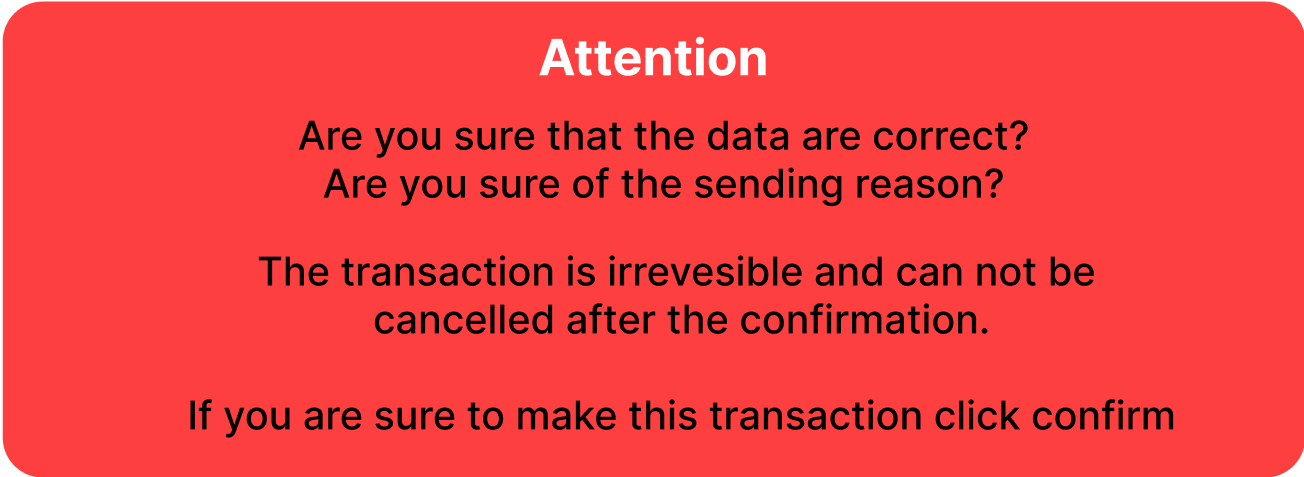 Attention
Are you sure that the data are correct?
Are you sure of the sending reason?
The transaction is irrevesible and can not be
cancelled after the confirmation.
If you are sure to make this transaction click confirm